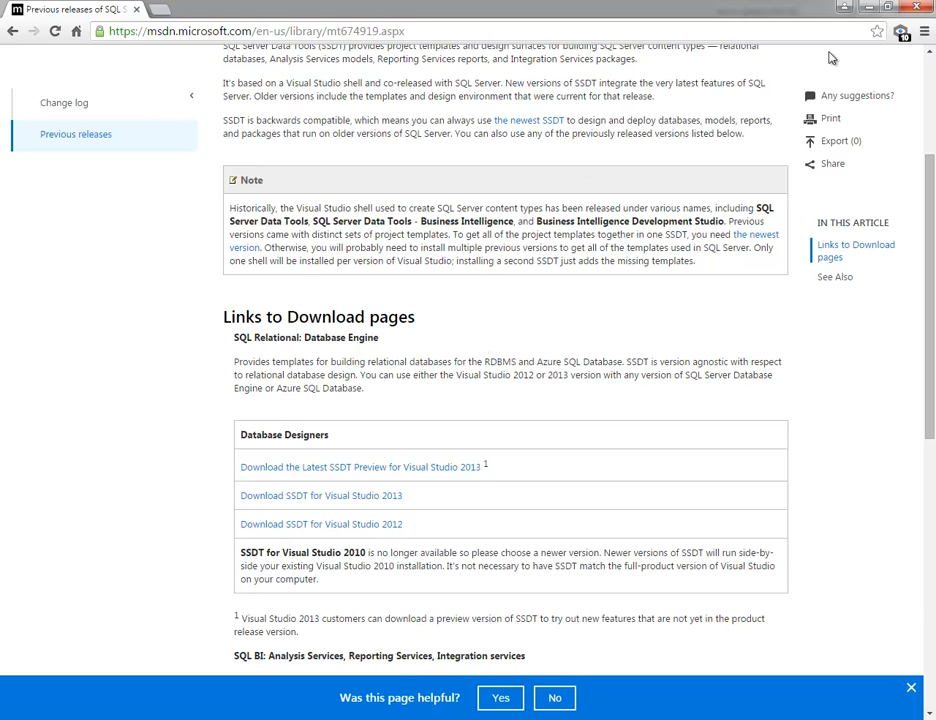 Previous releases of SQL S
https://msdn.microsoft.com/en-us/library/mt674919.aspx
10
SQL Server Data Tools (SSDT) provides project templates and design surfaces for building SQL Server content types — relational
databases, Analysis Services models, Reporting Services reports, and Integration Services packages.
It's based on a Visual Studio shell and co-released with SQL Server. New versions of SSDT integrate the very latest features of SQL
Server. Older versions include the templates and design environment that were current for that release.
SSDT is backwards compatible, which means you can always use the newest SSDT to design and deploy databases, models, reports,
and packages that run on older versions of SQL Server. You can also use any of the previously released versions listed below.
Change log
Previous releases
Any suggestions?
Print
Export (0)
Share
IN THIS ARTICLE
Links to Download
pages
See Also
Note
Historically, the Visual Studio shell used to create SQL Server content types has been released under various names, including SQL
Server Data Tools, SQL Server Data Tools - Business Intelligence, and Business Intelligence Development Studio. Previous
versions came with distinct sets of project templates. To get all of the project templates together in one SSDT, you need the newest
version. Otherwise, you will probably need to install multiple previous versions to get all of the templates used in SQL Server. Only
one shell will be installed per version of Visual Studio; installing a second SSDT just adds the missing templates.
Links to Download pages
SQL Relational: Database Engine
Provides templates for building relational databases for the RDBMS and Azure SQL Database. SSDT is version agnostic with respect
to relational database design. You can use either the Visual Studio 2012 or 2013 version with any version of SQL Server Database
Engine or Azure SQL Database.
Database Designers
Download the Latest SSDT Preview for Visual Studio 2013 1
Download SSDT for Visual Studio 2013
Download SSDT for Visual Studio 2012
SSDT for Visual Studio 2010 is no longer available so please choose a newer version. Newer versions of SSDT will run side-by-
side your existing Visual Studio 2010 installation. It's not necessary to have SSDT match the full-product version of Visual Studio
on your computer.
1 Visual Studio 2013 customers can download a preview version of SSDT to try out new features that are not yet in the product
release version.
SQL BI: Analysis Services, Reporting Services, Integration services
Was this page helpful?
Yes
No